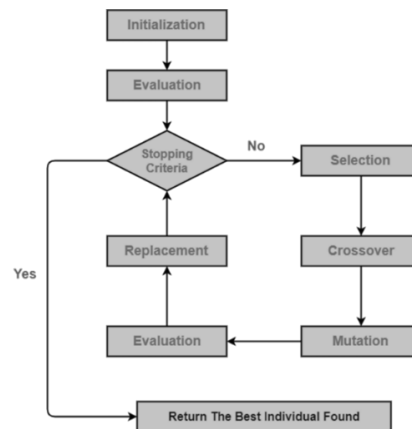 Initialization
Evaluation
Stopping
Criteria
No
Selection
Replacement
Crossover
Yes
Evaluation
Mutation
Return The Best Individual Found